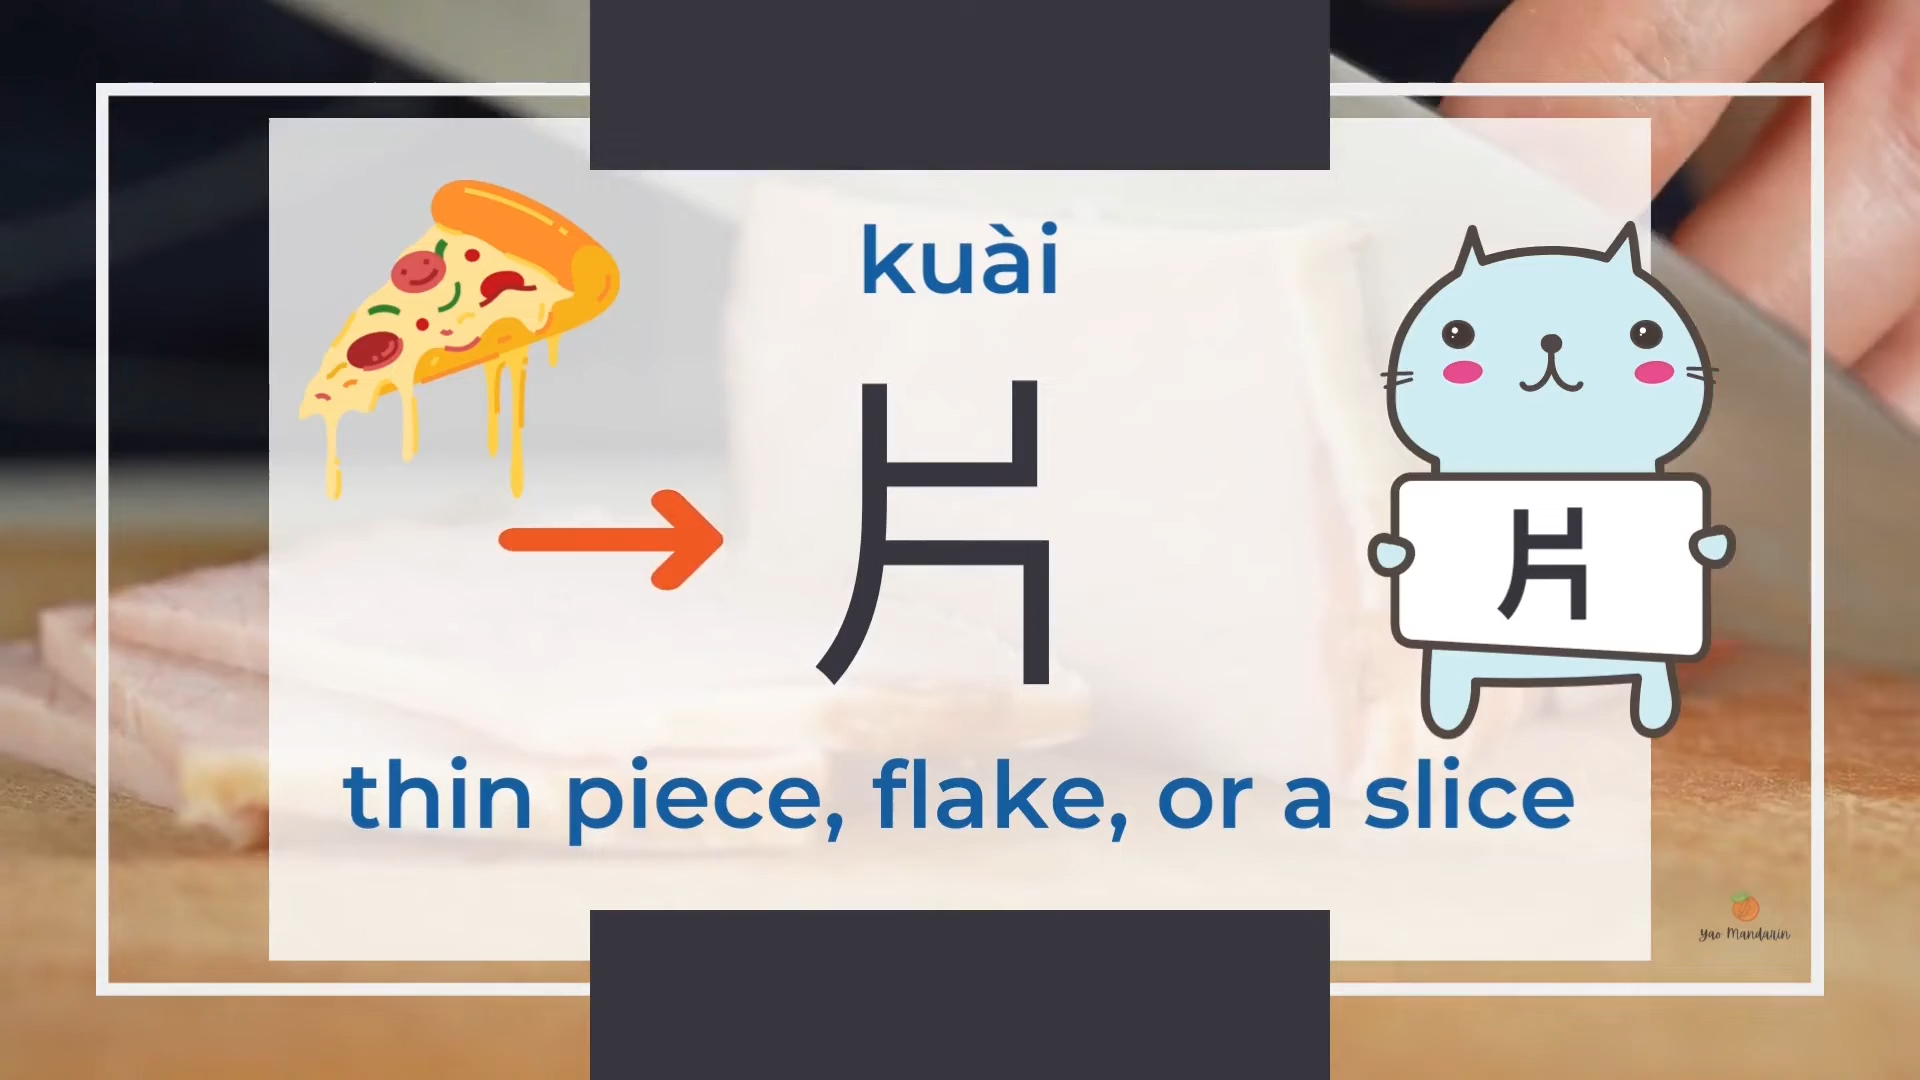 kuài
片
片
thin piece, flake, or a slice
Yao Mandarin